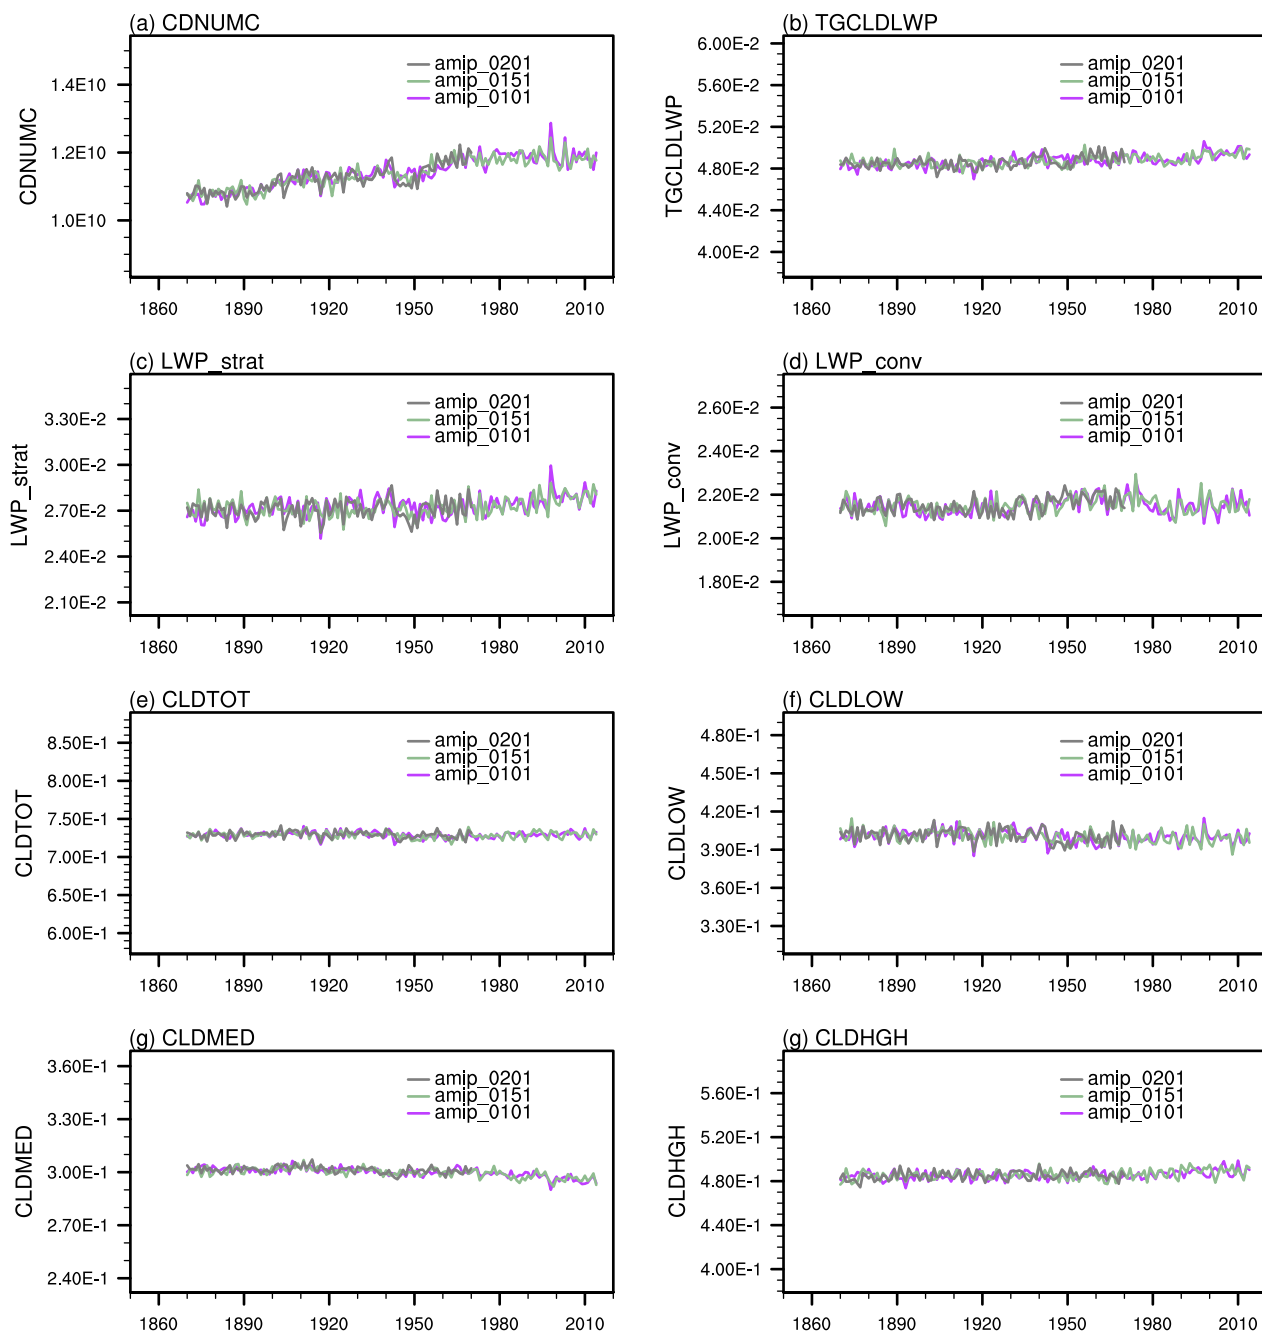 (a) CDNUMC
CDNUMC
1.4E10
1.2E10
1.0E10
amip_0201
amip_0151
amip_0101
1860 1890 1920 1950 1980 2010
(b) TGCLDLWP
TGCLDLWP
6.00E-2
5.60E-2
5.20E-2
4.80E-2
4.40E-2
4.00E-2
amip_0201
amip_0151
amip_0101
1860 1890 1920 1950 1980 2010
(c) LWP_strat
LWP_strat
3.30E-2
3.00E-2
2.70E-2
2.40E-2
2.10E-2
amip_0201
amip_0151
amip_0101
1860 1890 1920 1950 1980 2010
(d) LWP_conv
LWP_conv
2.60E-2
2.40E-2
2.20E-2
2.00E-2
1.80E-2
amip_0201
amip_0151
amip_0101
1860 1890 1920 1950 1980 2010
(e) CLDTOT
CLDTOT
8.50E-1
8.00E-1
7.50E-1
7.00E-1
6.50E-1
6.00E-1
amip_0201
amip_0151
amip_0101
1860 1890 1920 1950 1980 2010
(f) CLDLOW
CLDLOW
4.80E-1
4.50E-1
4.20E-1
3.90E-1
3.60E-1
3.30E-1
amip_0201
amip_0151
amip_0101
1860 1890 1920 1950 1980 2010
(g) CLDMED
CLDMED
3.60E-1
3.30E-1
3.00E-1
2.70E-1
2.40E-1
amip_0201
amip_0151
amip_0101
1860 1890 1920 1950 1980 2010
(g) CLDHGH
CLDHGH
5.60E-1
5.20E-1
4.80E-1
4.40E-1
4.00E-1
amip_0201
amip_0151
amip_0101
1860 1890 1920 1950 1980 2010